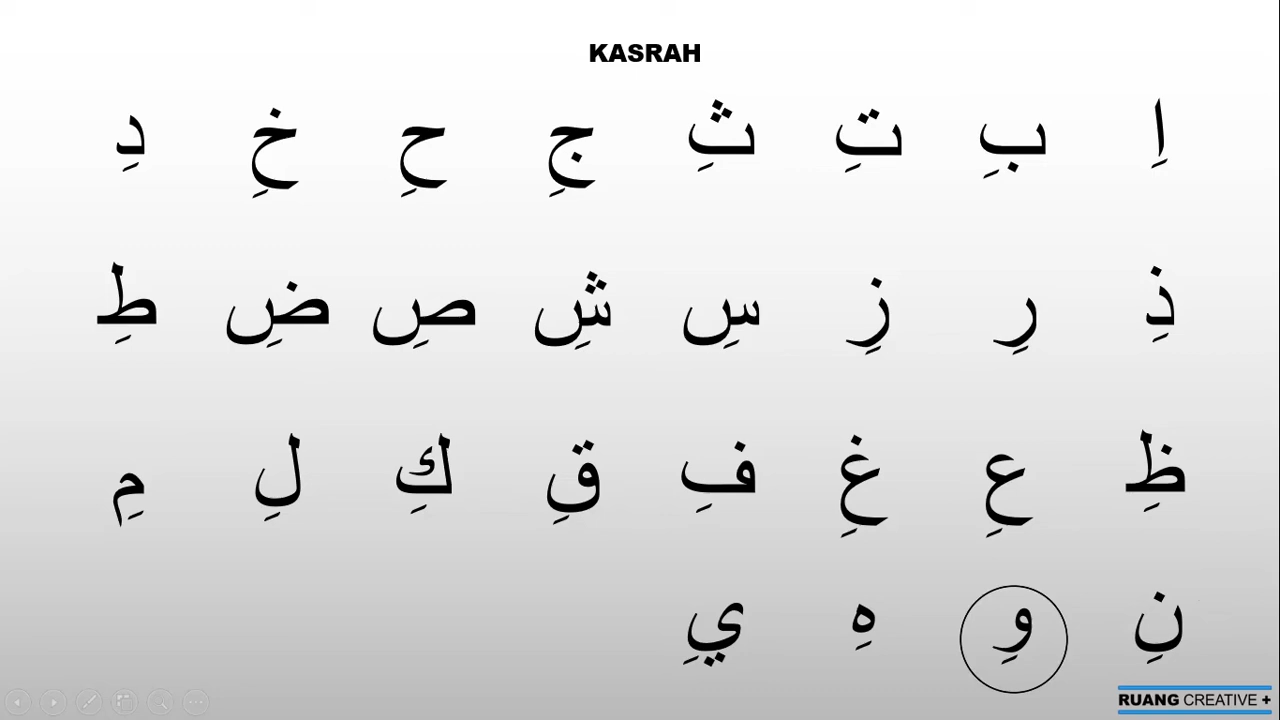 KASRAH
اِ بِ تِ ثِ جِ حِ خِ دِ
ذِ رِ زِ سِ شِ صِ ضِ طِ
ظِ عِ غِ فِ قِ كِ لِ مِ
نِ وِ هِ يِ
RUANG CREATIVE +